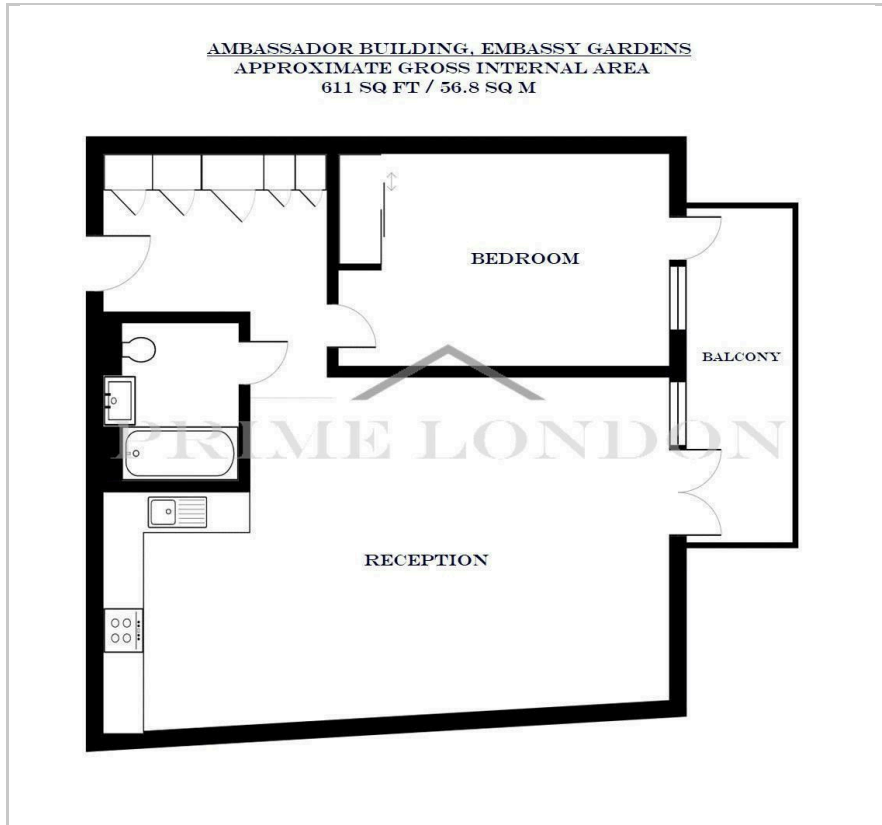 AMBASSADOR BUILDING, EMBASSY GARDENS
APPROXIMATE GROSS INTERNAL AREA
611 SQ FT / 56.8 SQ M
BEDROOM
BALCONY
PRIME LONDON
RECEPTION